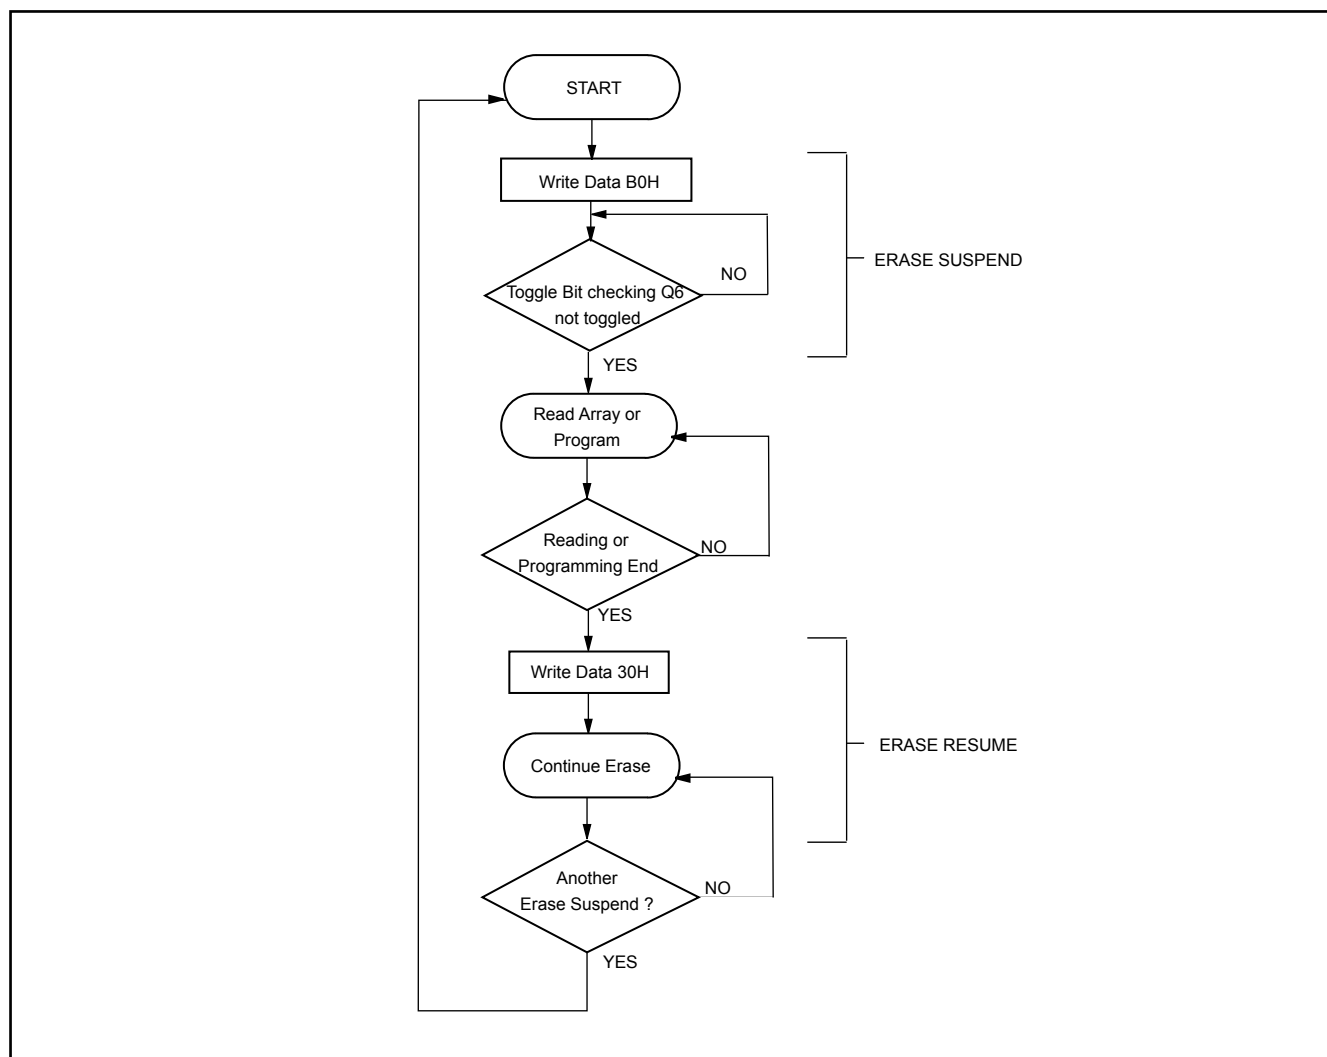 START
Write Data B0H
ERASE SUSPEND
NO
Toggle Bit checking Q6
not toggled
YES
Read Array or
Program
Reading or
Programming End
NO
YES
Write Data 30H
ERASE RESUME
Continue Erase
Another
Erase Suspend ?
NO
YES